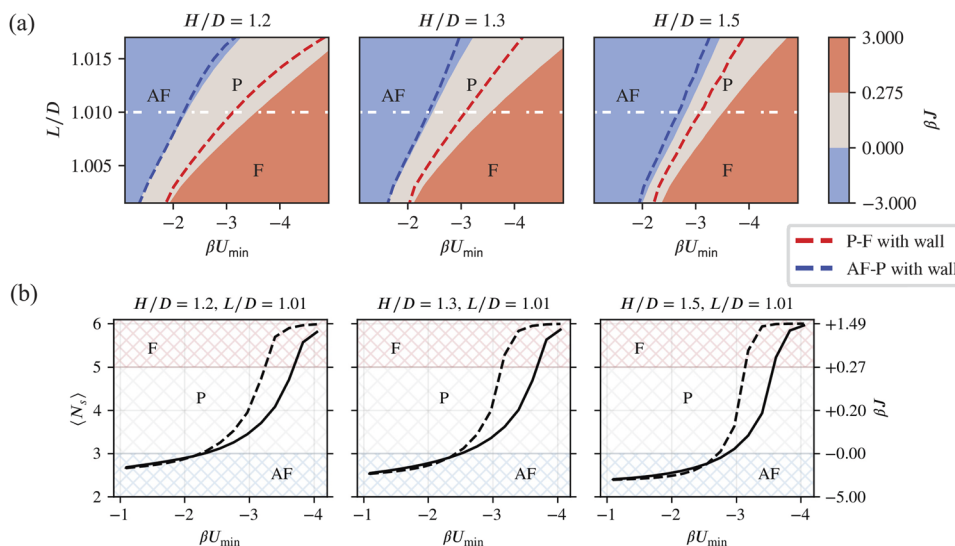 (a)
H/D = 1.2
H/D = 1.3
H/D = 1.5
L/D
1.015
1.010
1.005
AF
P
F
AF
P
F
AF
P
F
3.000
0.275
0.000
−3.000
βJ
−2
−3
−4
−2
−3
−4
−2
−3
−4
βU_min
βU_min
βU_min
P-F with wall
AF-P with wall
(b)
H/D = 1.2, L/D = 1.01
H/D = 1.3, L/D = 1.01
H/D = 1.5, L/D = 1.01
⟨N_s⟩
6
5
4
3
2
F
P
AF
F
P
AF
F
P
AF
+1.49
+0.27
+0.20
−0.00
−5.00
βJ
−1
−2
−3
−4
−1
−2
−3
−4
−1
−2
−3
−4
βU_min
βU_min
βU_min